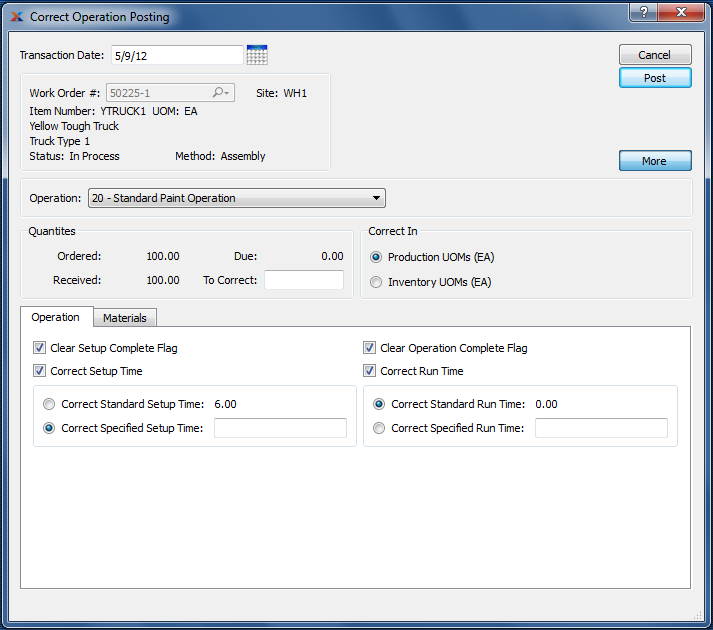 Correct Operation Posting
?
Transaction Date: 5/9/12
Cancel
Post
Work Order #: 50225-1 Site: WH1
Item Number: YTRUCK1 UOM: EA
Yellow Tough Truck
Truck Type 1
Status: In Process Method: Assembly
More
Operation: 20 - Standard Paint Operation
Quantites Correct In
Ordered: 100.00 Due: 0.00 Production UOMs (EA)
Received: 100.00 To Correct: Inventory UOMs (EA)
Operation Materials
Clear Setup Complete Flag Clear Operation Complete Flag
Correct Setup Time Correct Run Time
Correct Standard Setup Time: 6.00 Correct Standard Run Time: 0.00
Correct Specified Setup Time: Correct Specified Run Time: